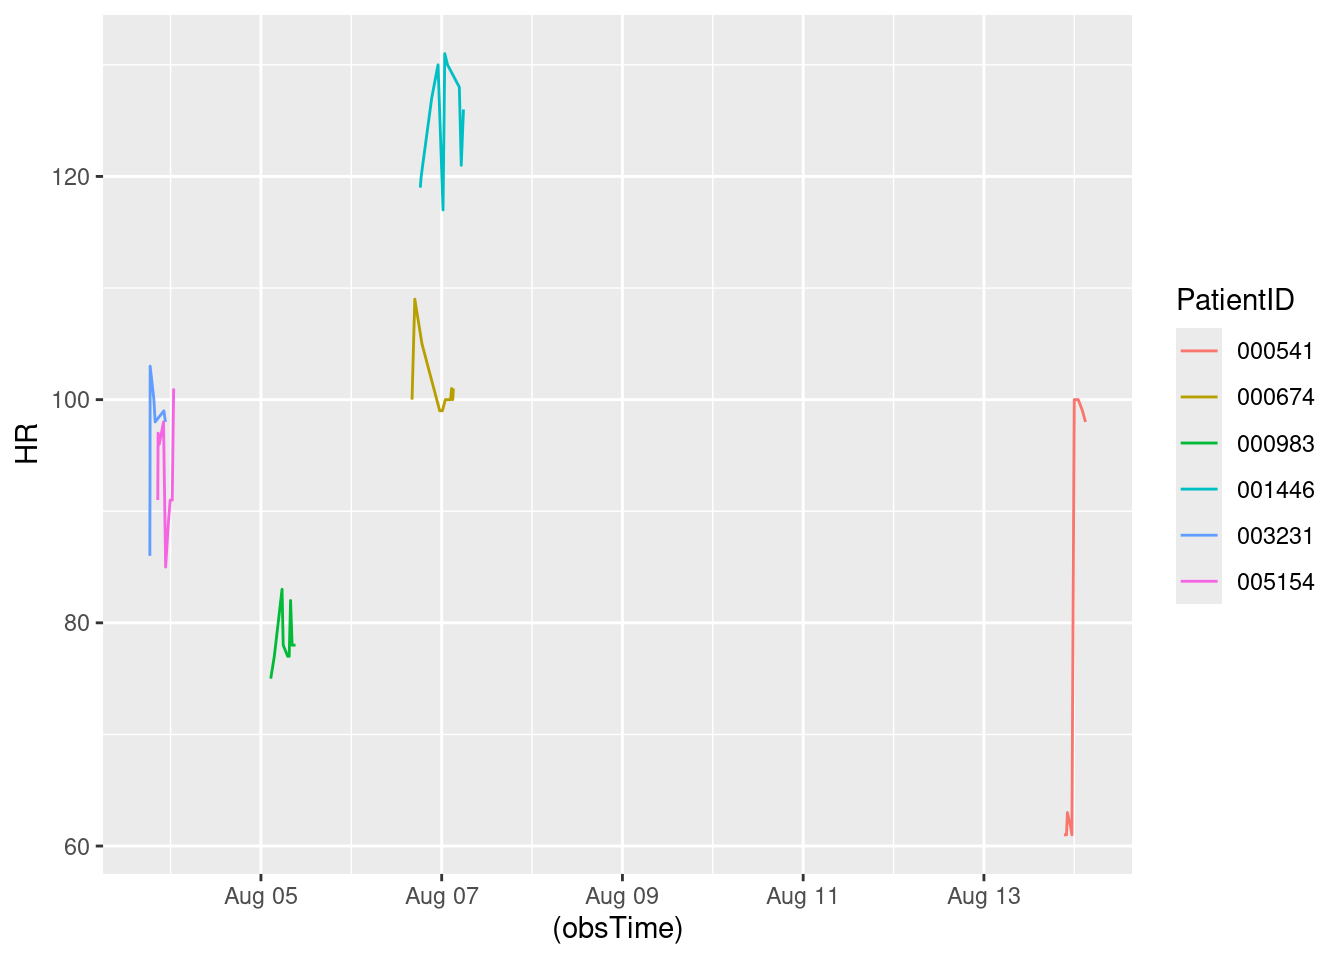 HR
120
100
80
60
Aug 05
Aug 07
Aug 09
Aug 11
Aug 13
(obsTime)
PatientID
000541
000674
000983
001446
003231
005154